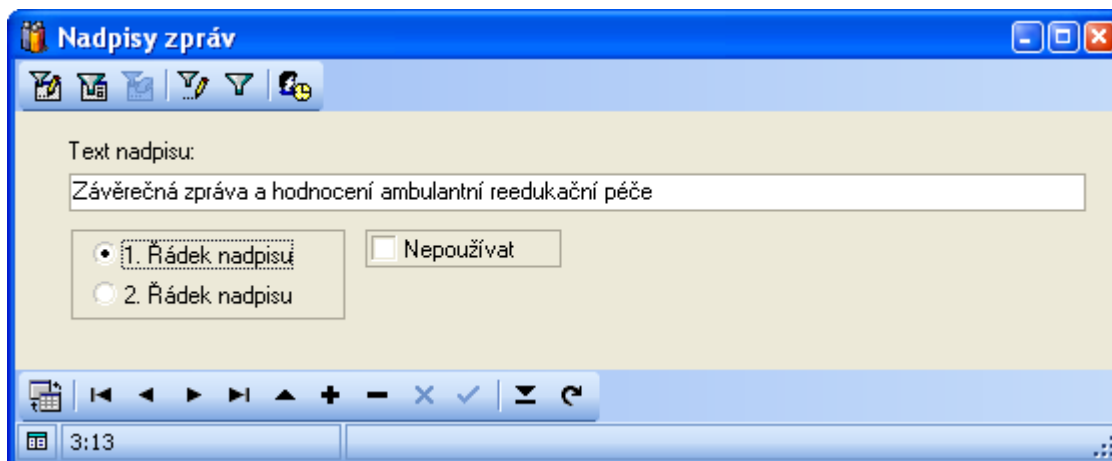 Nadpisy zpráv
Text nadpisu:
Závěrečná zpráva a hodnocení ambulantní reedukační péče
1. Řádek nadpisu
Nepoužívat
2. Řádek nadpisu
3:13